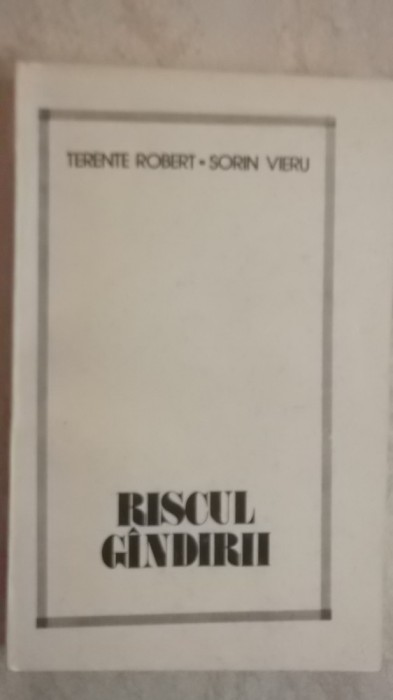 TERENTE ROBERT • SORIN VIERU
RISCUL
GÎNDIRII